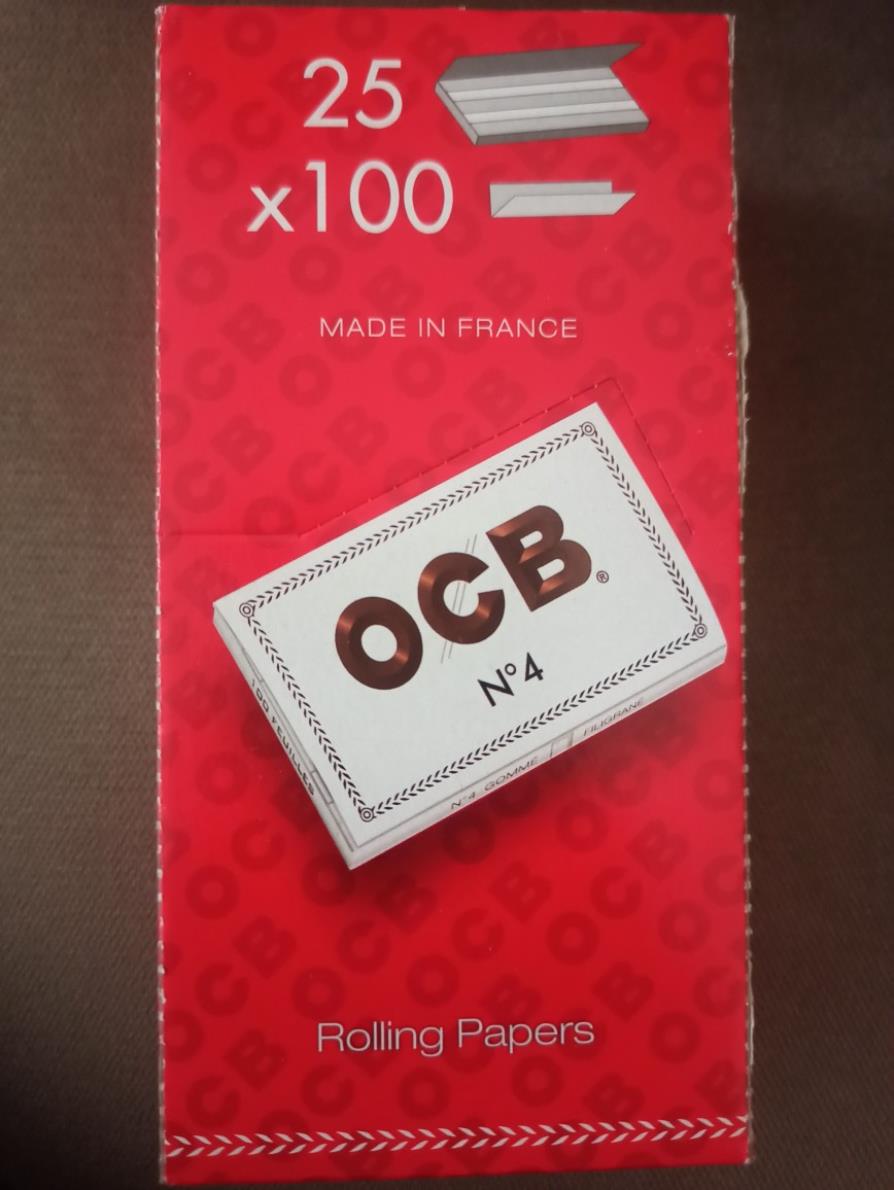 25
x100
MADE IN FRANCE
OCB®
N°4
100 FEUILLES
N°4 GOMMÉ FILIGRANE
Rolling Papers